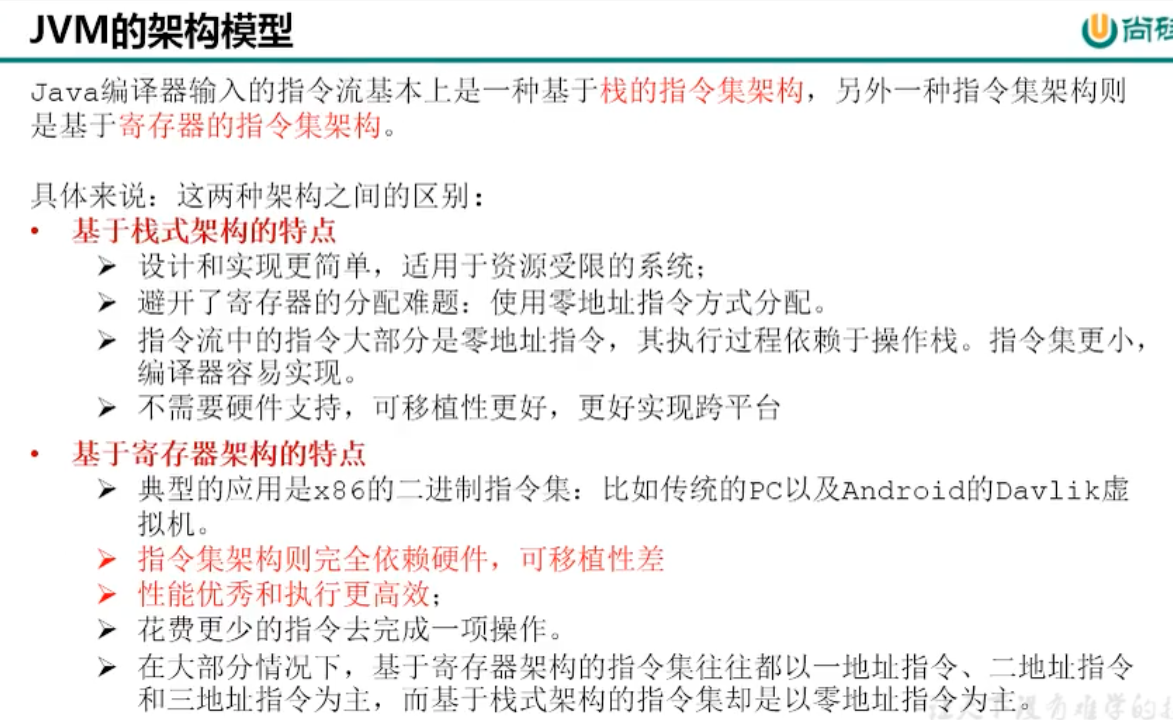 JVM的架构模型
尚硅
Java编译器输入的指令流基本上是一种基于栈的指令集架构，另外一种指令集架构则
是基于寄存器的指令集架构。
具体来说：这两种架构之间的区别：
• 基于栈式架构的特点
➢ 设计和实现更简单，适用于资源受限的系统；
➢ 避开了寄存器的分配难题：使用零地址指令方式分配。
➢ 指令流中的指令大部分是零地址指令，其执行过程依赖于操作栈。指令集更小，
编译器容易实现。
➢ 不需要硬件支持，可移植性更好，更好实现跨平台
• 基于寄存器架构的特点
➢ 典型的应用是x86的二进制指令集：比如传统的PC以及Android的Davlik虚
拟机。
➢ 指令集架构则完全依赖硬件，可移植性差
➢ 性能优秀和执行更高效；
➢ 花费更少的指令去完成一项操作。
➢ 在大部分情况下，基于寄存器架构的指令集往往都以一地址指令、二地址指令
和三地址指令为主，而基于栈式架构的指令集却是以零地址指令为主。
没有难学的